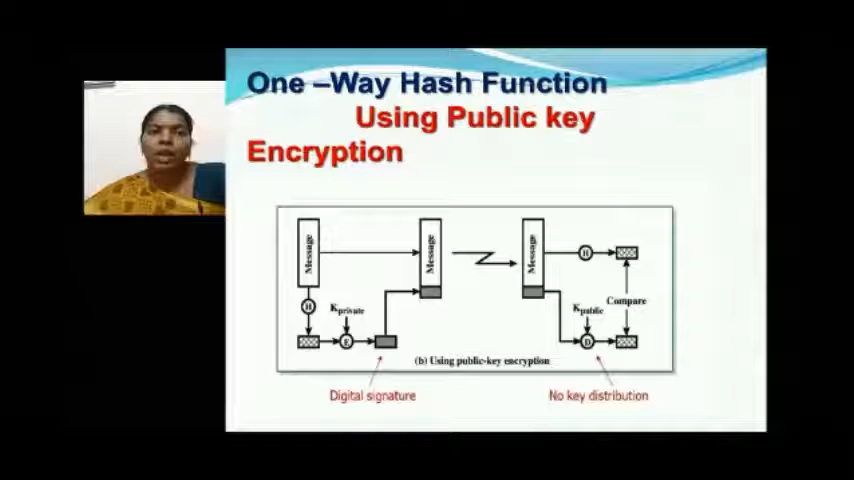 One –Way Hash Function
Using Public key
Encryption
Message
Message
Message
H
H
Kprivate
Kpublic
Compare
E
D
(b) Using public-key encryption
Digital signature
No key distribution